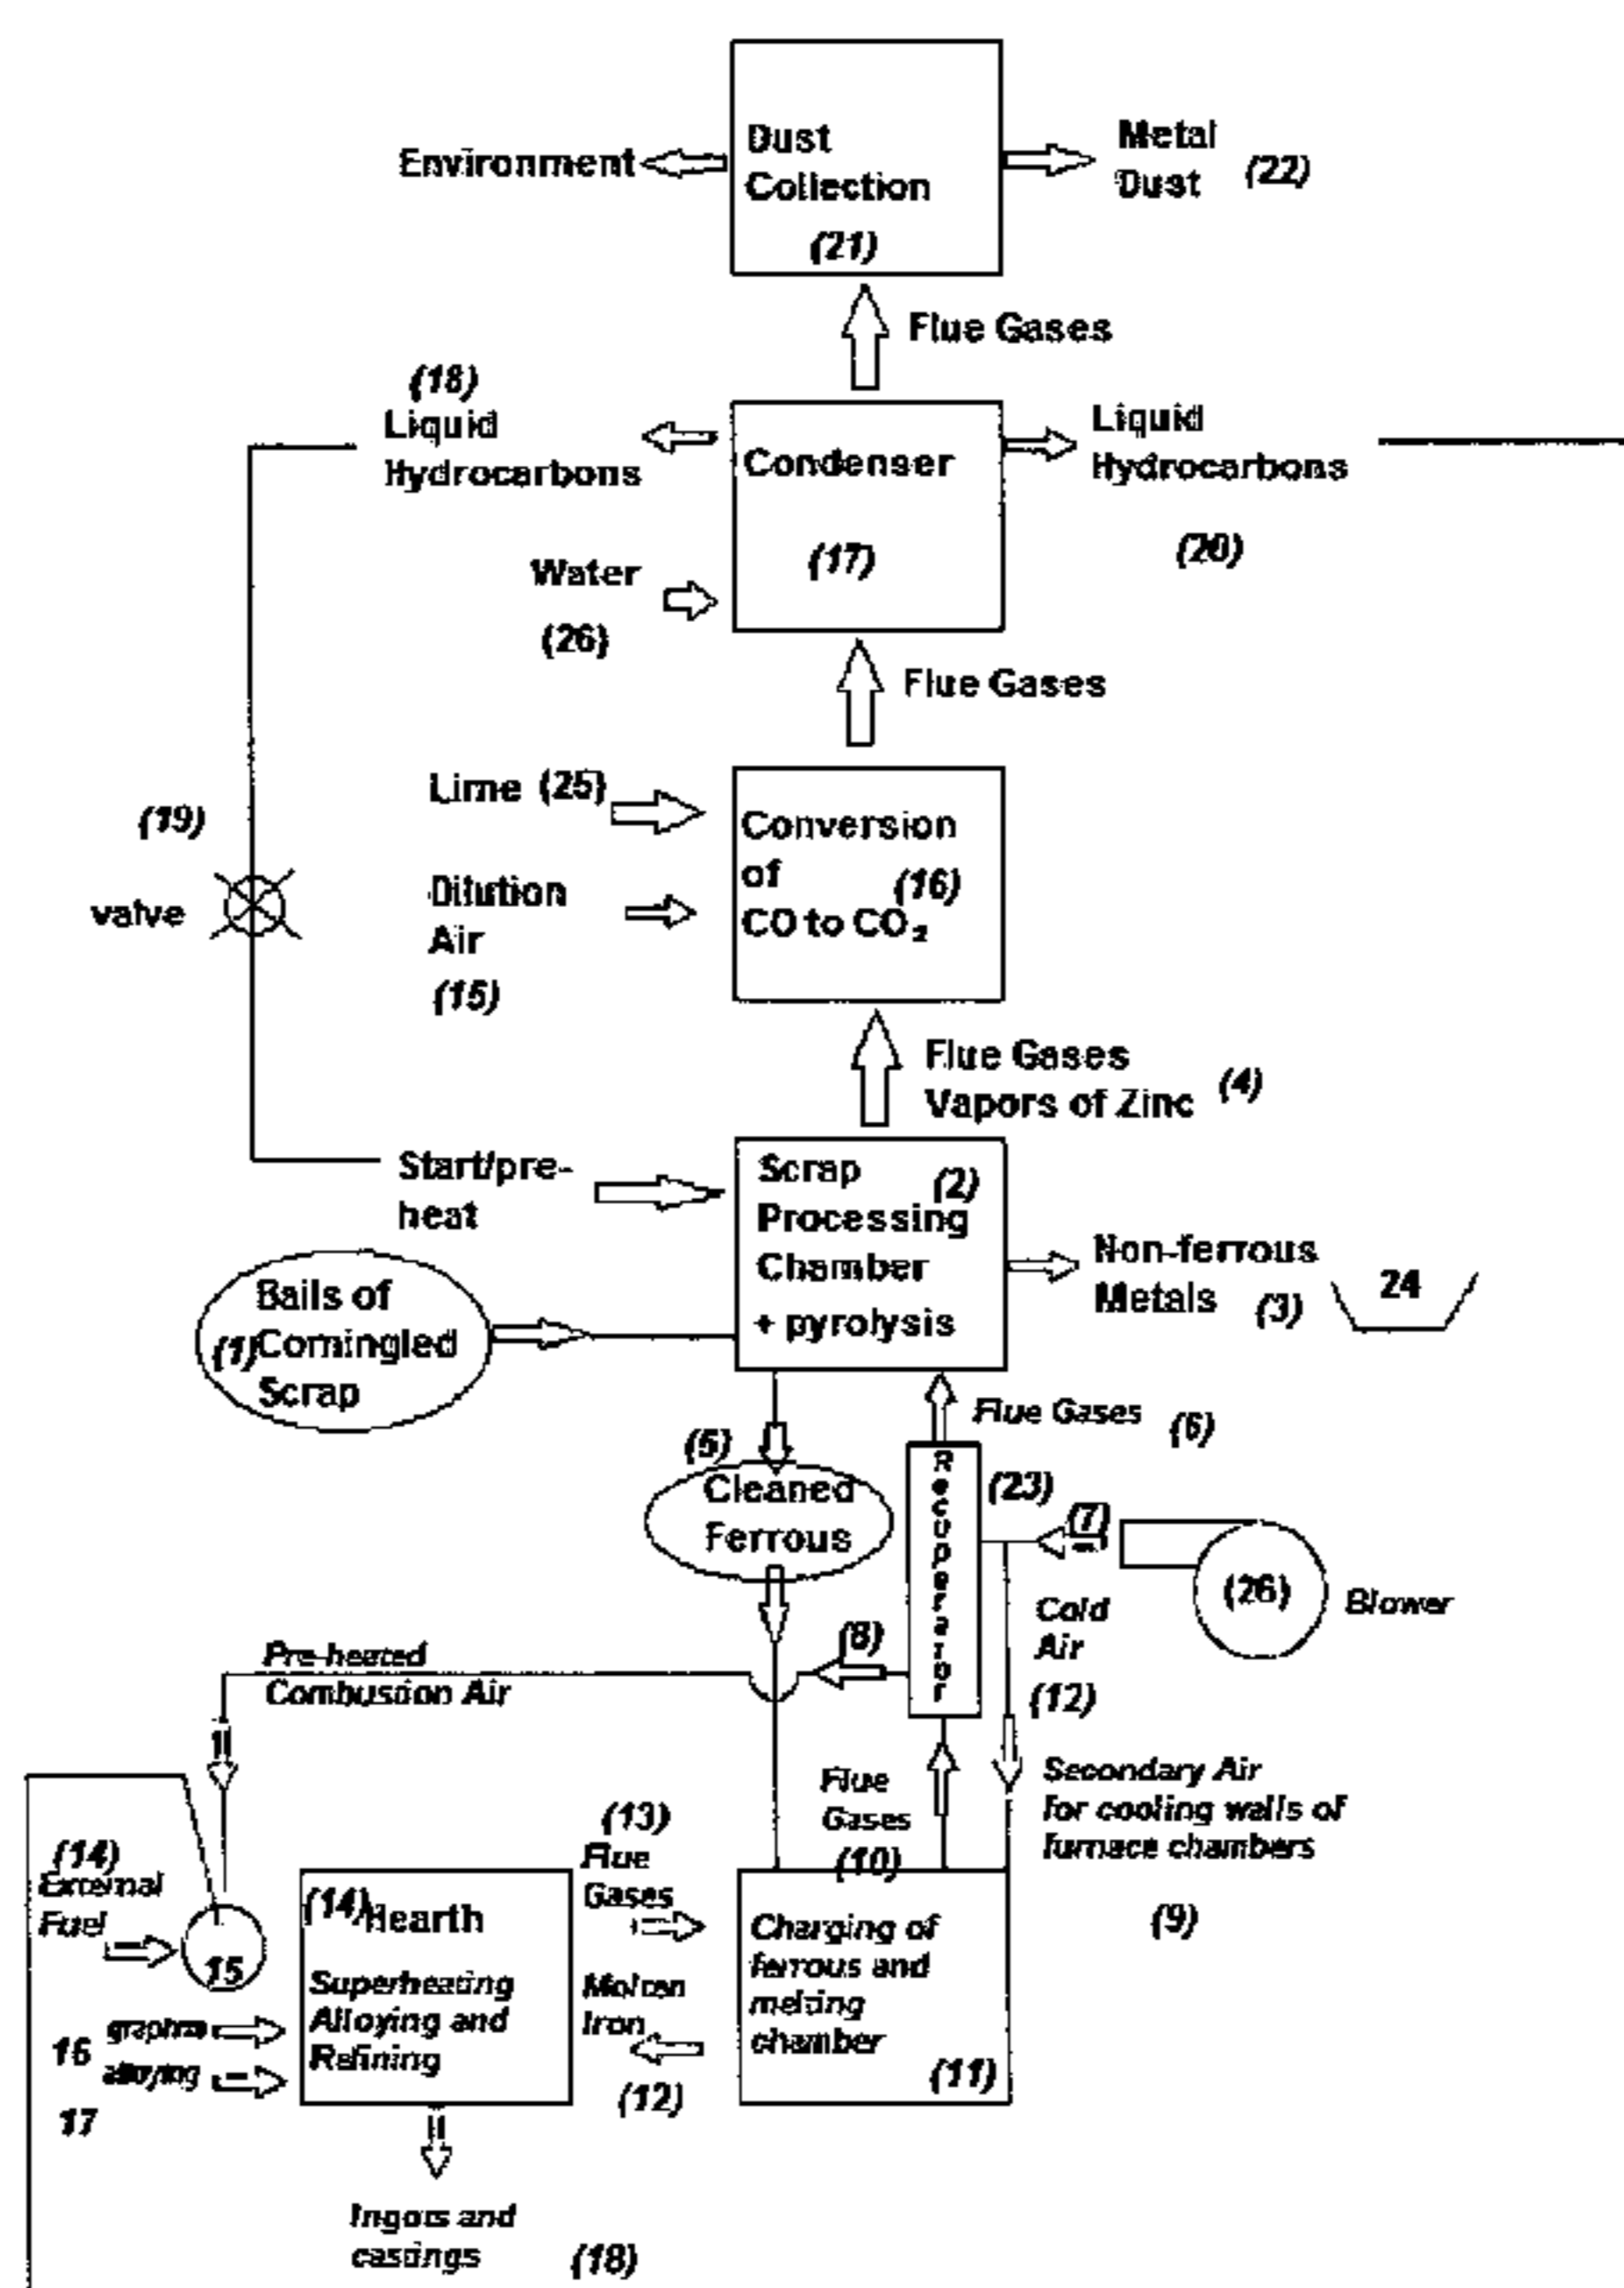 Dust
Collection
(21)
Environment
Metal
Dust
(22)
Flue Gases
(18)
Liquid
Hydrocarbons
Condenser
(17)
Liquid
Hydrocarbons
(20)
Water
(26)
Flue Gases
Lime (25)
Dilution
Air
(15)
Conversion
of
(16)
CO to CO₂
(19)
valve
Flue Gases
Vapors of Zinc
(4)
Start/pre-
heat
Scrap
(2)
Processing
Chamber
+ pyrolysis
Non-ferrous
Metals
(3)
24
Bails of
(1) Comingled
Scrap
Flue Gases
(6)
(5)
Cleaned
Ferrous
Recuperator
(23)
(7)
(26)
Blower
Cold
Air
(12)
(8)
Pre-heated
Combustion Air
Secondary Air
for cooling walls of
furnace chambers
(9)
Flue
Gases
(10)
(13)
Flue
Gases
(14)
External
Fuel
15
(14) Hearth
Superheating
Alloying and
Refining
Molten
Iron
(12)
Charging of
ferrous and
melting
chamber
(11)
16
graphite
alloying
17
Ingots and
castings
(18)